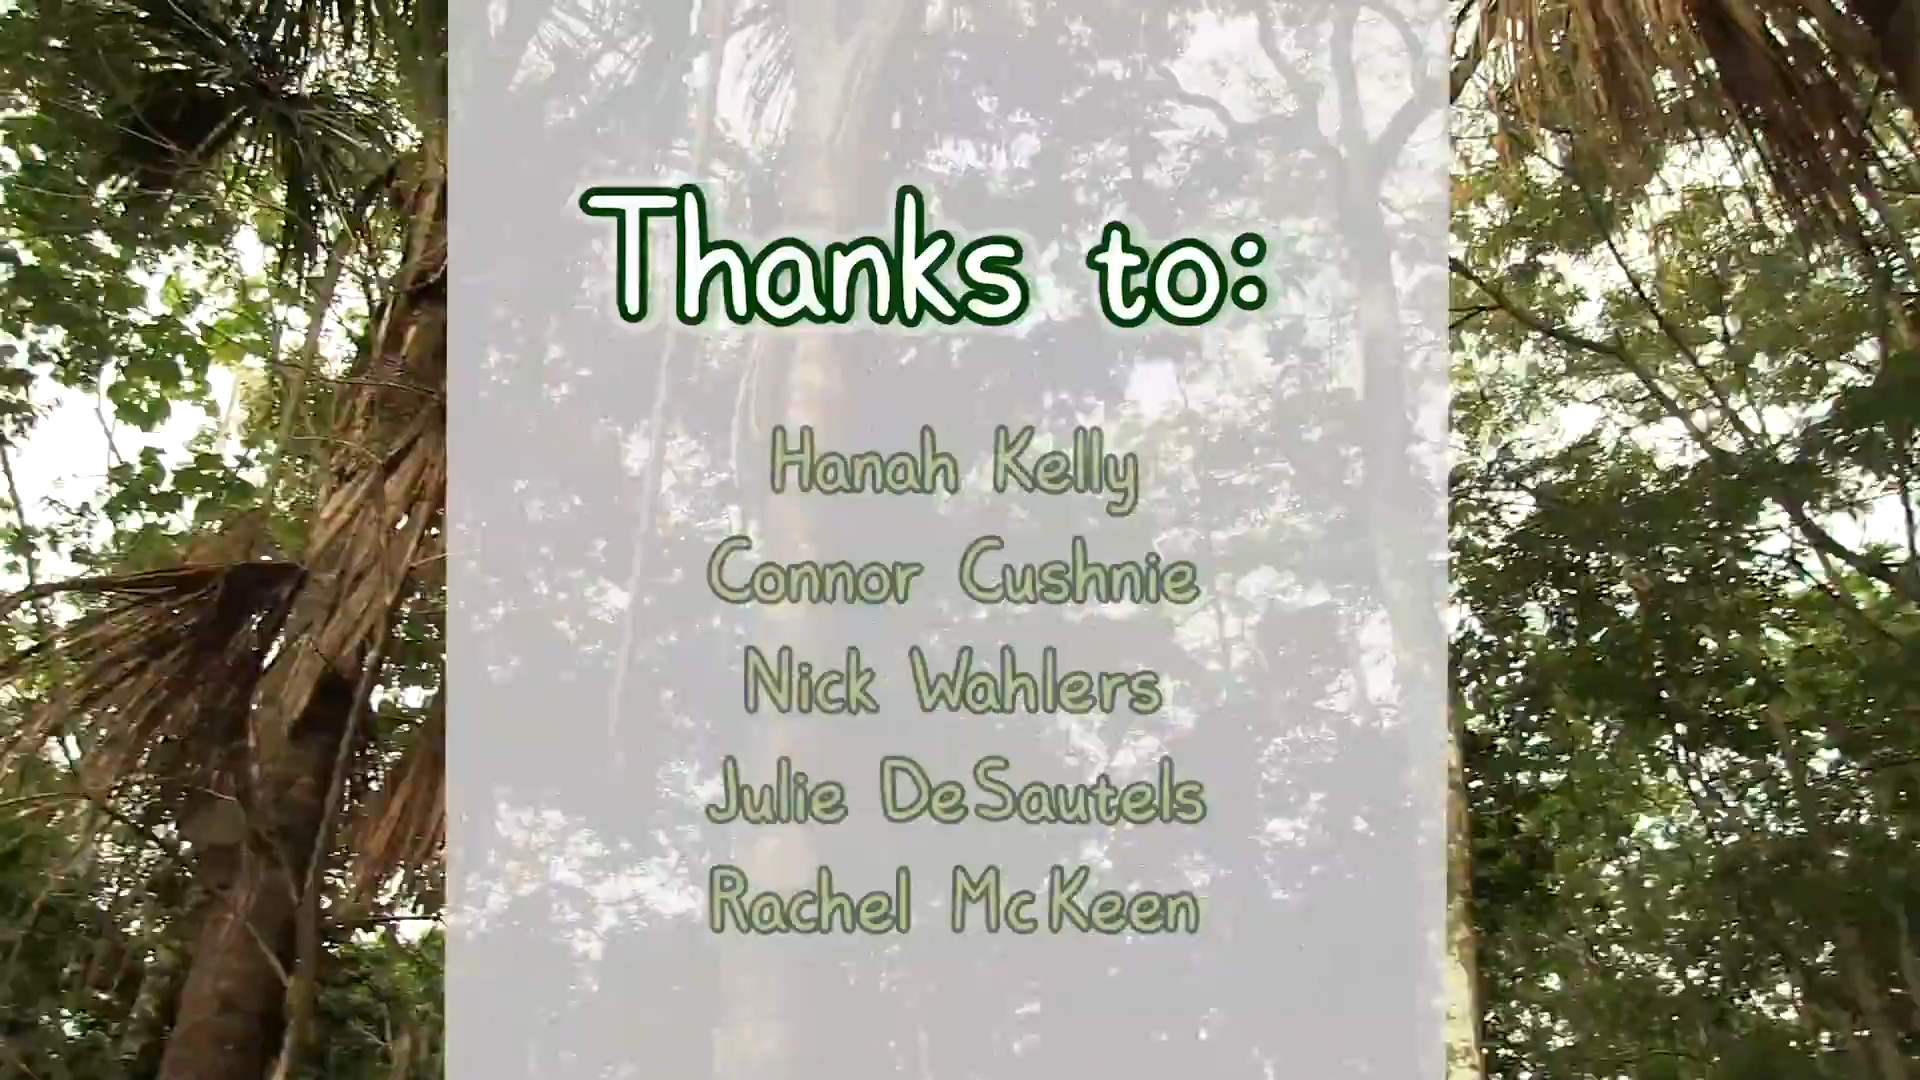 Thanks to:
Hanah Kelly
Connor Cushnie
Nick Wahlers
Julie DeSautels
Rachel McKeen